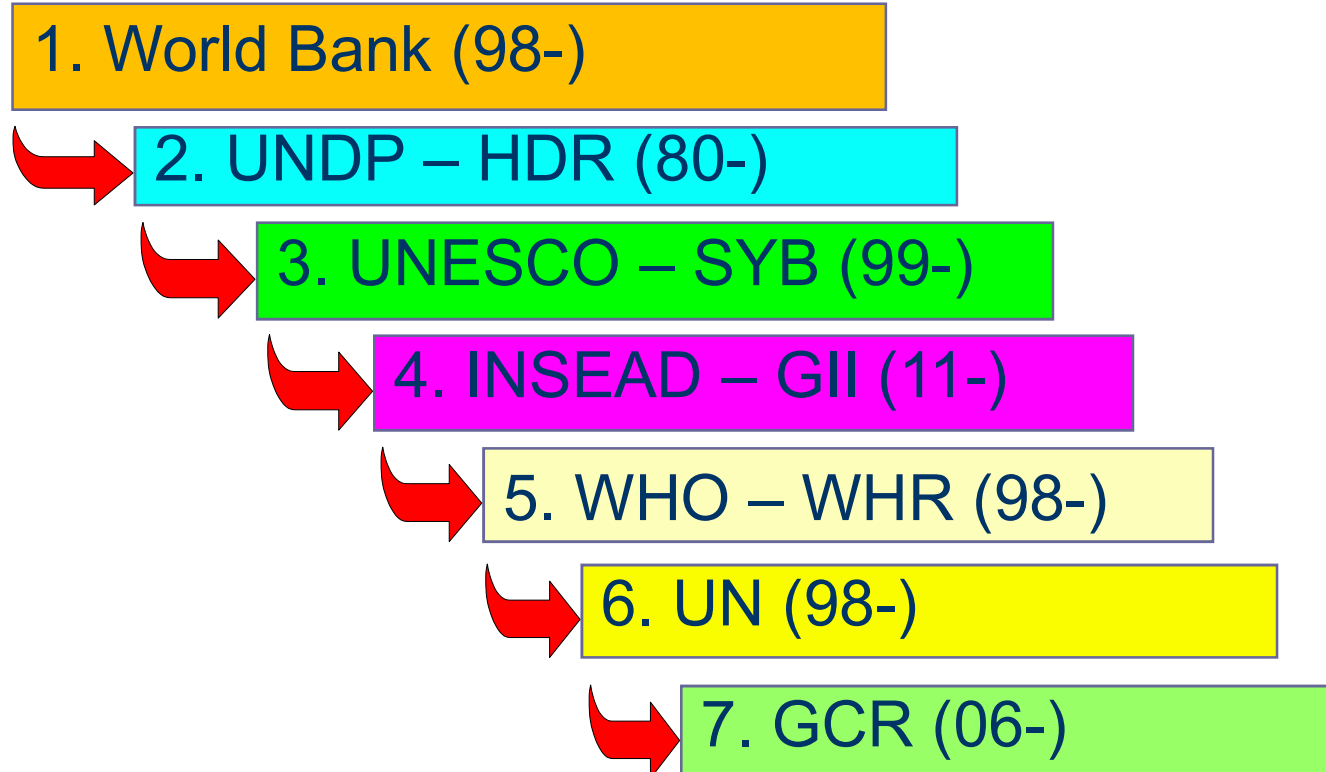 1. World Bank (98-)
2. UNDP – HDR (80-)
3. UNESCO – SYB (99-)
4. INSEAD – GII (11-)
5. WHO – WHR (98-)
6. UN (98-)
7. GCR (06-)